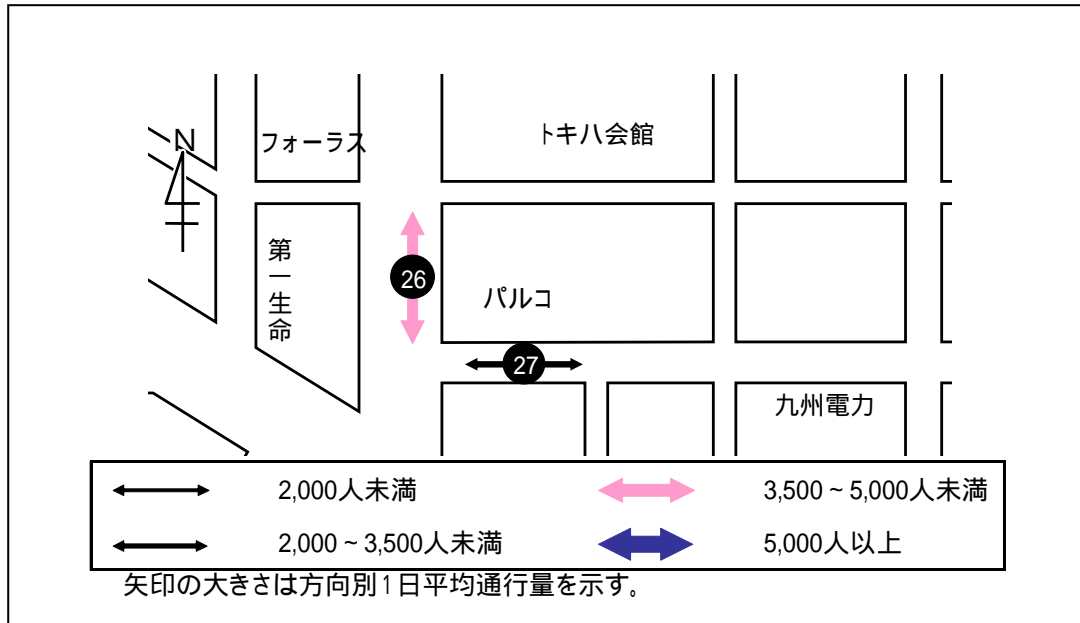 N
フォーラス
トキハ会館
第一生命
26
パルコ
27
九州電力
2,000人未満
3,500~5,000人未満
2,000~3,500人未満
5,000人以上
矢印の大きさは方向別1日平均通行量を示す。